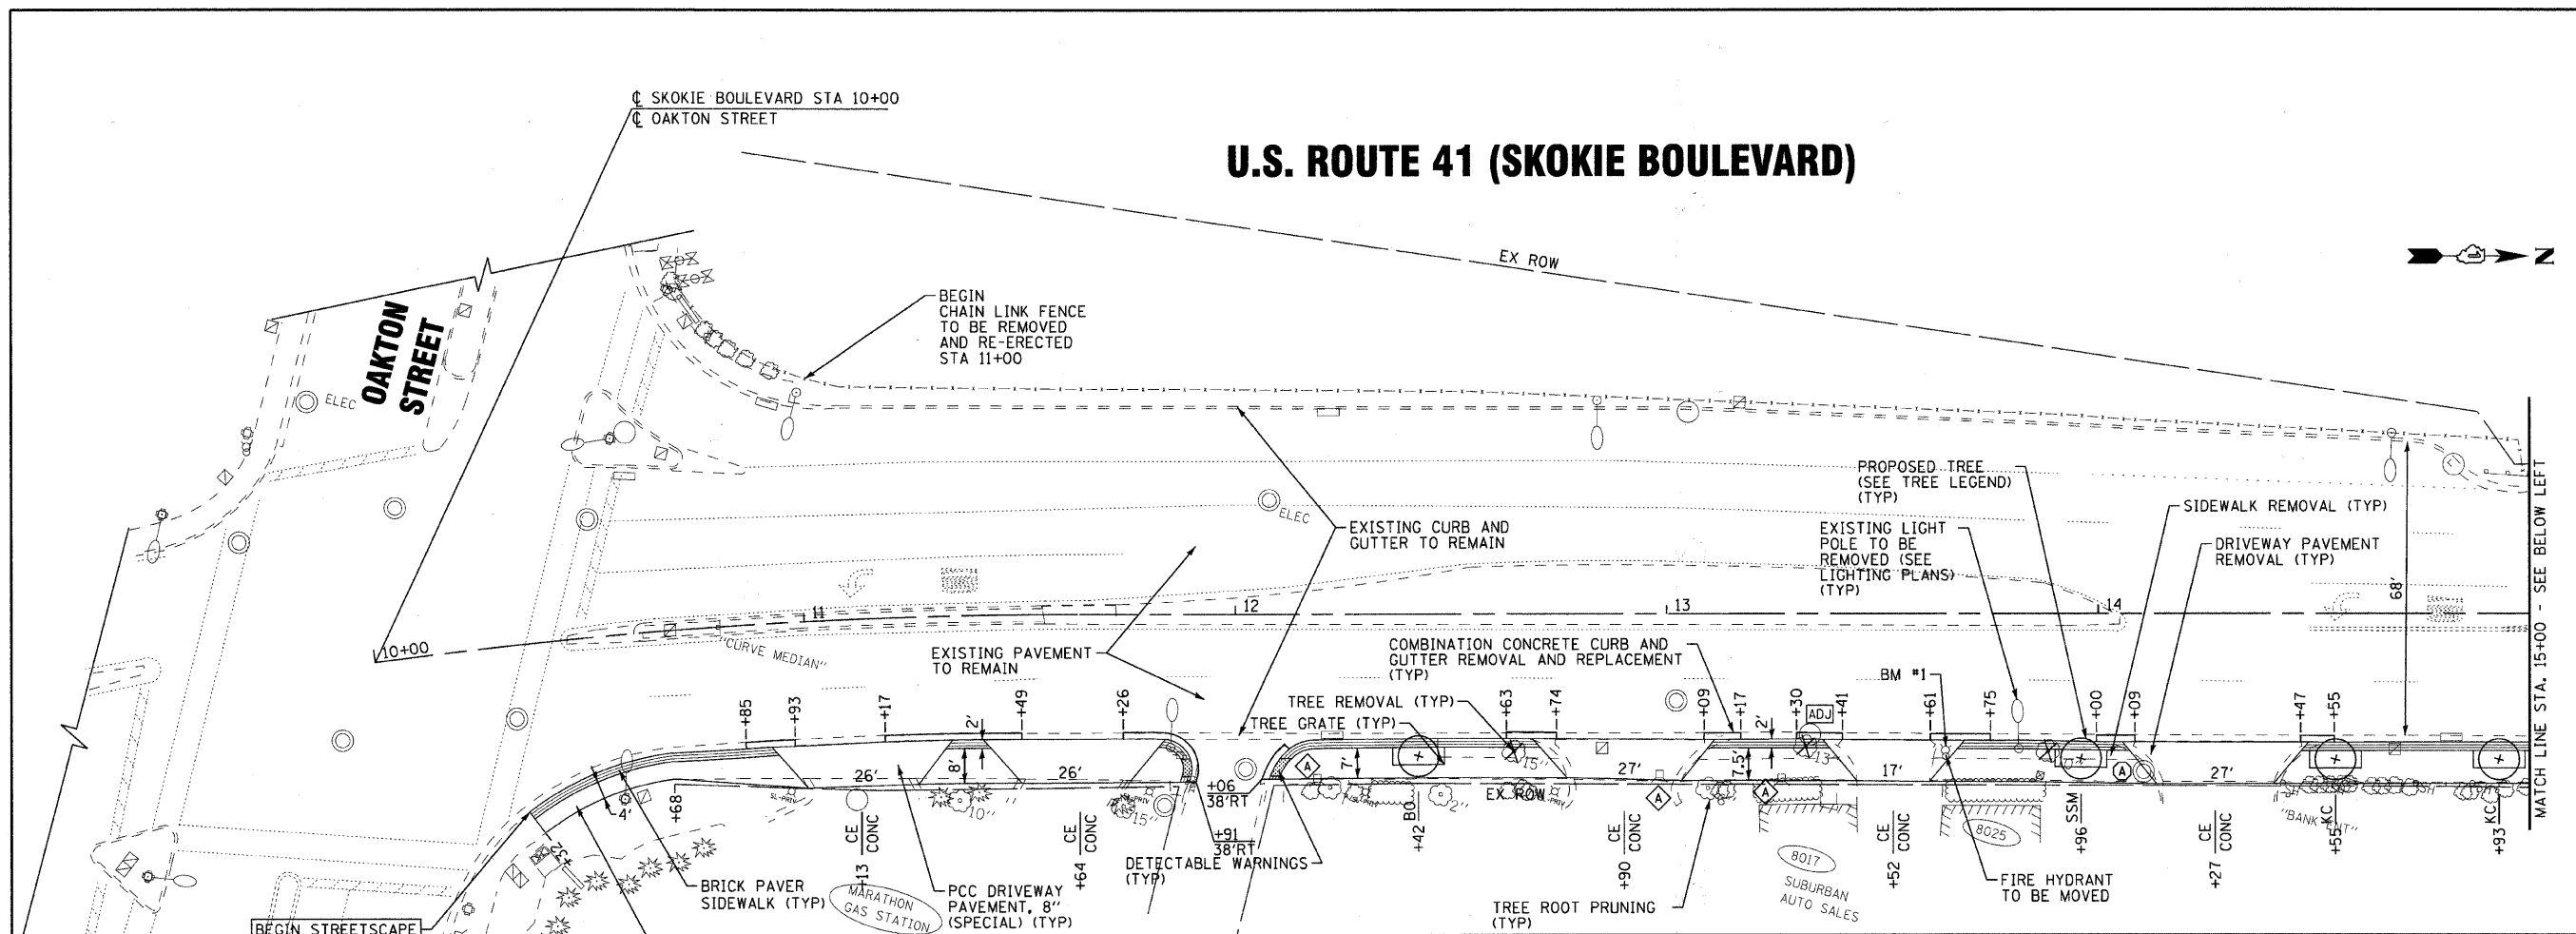 ℄ SKOKIE BOULEVARD STA 10+00
℄ OAKTON STREET
U.S. ROUTE 41 (SKOKIE BOULEVARD)
EX ROW
N
OAKTON
STREET
ELEC
BEGIN
CHAIN LINK FENCE
TO BE REMOVED
AND RE-ERECTED
STA 11+00
ELEC
EXISTING CURB AND
GUTTER TO REMAIN
PROPOSED TREE
(SEE TREE LEGEND)
(TYP)
EXISTING LIGHT
POLE TO BE
REMOVED (SEE
LIGHTING PLANS)
(TYP)
SIDEWALK REMOVAL (TYP)
DRIVEWAY PAVEMENT
REMOVAL (TYP)
68'
MATCH LINE STA. 15+00 - SEE BELOW LEFT
10+00
11
12
13
14
"CURVE MEDIAN"
EXISTING PAVEMENT
TO REMAIN
COMBINATION CONCRETE CURB AND
GUTTER REMOVAL AND REPLACEMENT
(TYP)
TREE REMOVAL (TYP)
TREE GRATE (TYP)
BM #1
+85
+93
+17
2'
+49
+26
+63
+74
+09
+17
2'
+30
ADJ
+41
+61
+75
+00
+09
+47
+55
4'
+68
26'
8'
26'
7'
15"
27'
7.5'
13"
17'
27'
A
A
A
A
SL-PRIV
10"
15"
+06
38'RT
+91
38'RT
2"
EX ROW
8"
+32
CE
CONC
+13
CE
CONC
+64
BO
+42
CE
CONC
+90
CE
CONC
+52
SM
+96
CE
CONC
+27
KC
+55
KC
+93
DETECTABLE WARNINGS
(TYP)
8017
SUBURBAN
AUTO SALES
8025
FIRE HYDRANT
TO BE MOVED
BRICK PAVER
SIDEWALK (TYP)
MARATHON
GAS STATION
PCC DRIVEWAY
PAVEMENT, 8"
(SPECIAL) (TYP)
TREE ROOT PRUNING
(TYP)
BEGIN STREETSCAPE